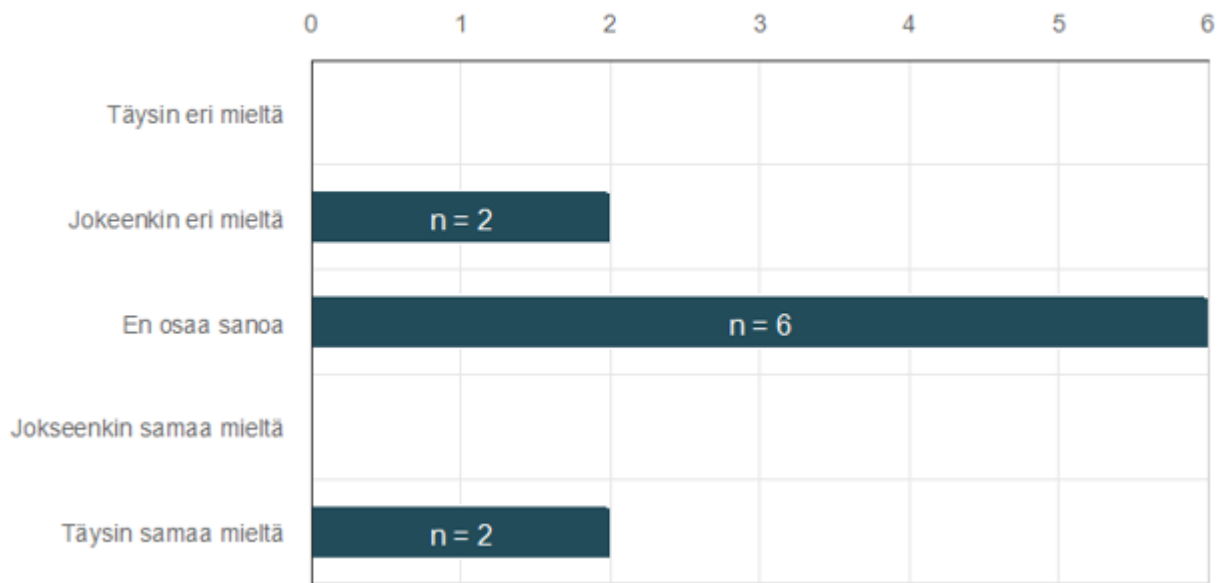 0 1 2 3 4 5 6
Täysin eri mieltä
Jokeenkin eri mieltä n = 2
En osaa sanoa n = 6
Jokseenkin samaa mieltä
Täysin samaa mieltä n = 2